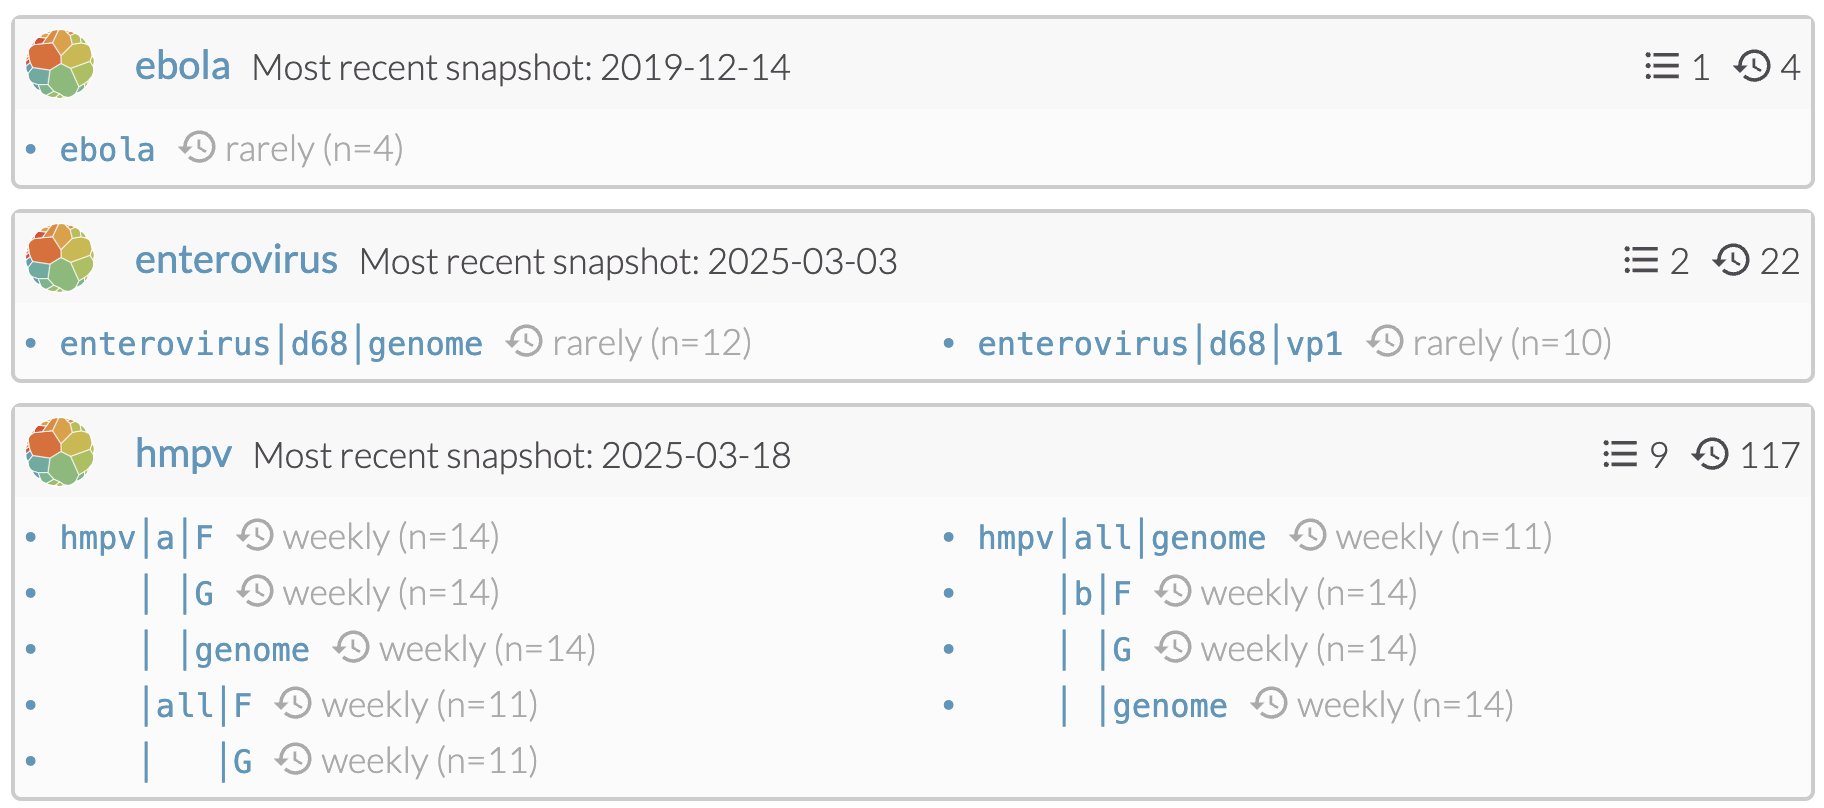 ebola Most recent snapshot: 2019-12-14 1 4
• ebola rarely (n=4)
enterovirus Most recent snapshot: 2025-03-03 2 22
• enterovirus|d68|genome rarely (n=12)
• enterovirus|d68|vp1 rarely (n=10)
hmpv Most recent snapshot: 2025-03-18 9 117
• hmpv|a|F weekly (n=14)
• | |G weekly (n=14)
• | |genome weekly (n=14)
• |all|F weekly (n=11)
• | |G weekly (n=11)
• hmpv|all|genome weekly (n=11)
• |b|F weekly (n=14)
• | |G weekly (n=14)
• | |genome weekly (n=14)